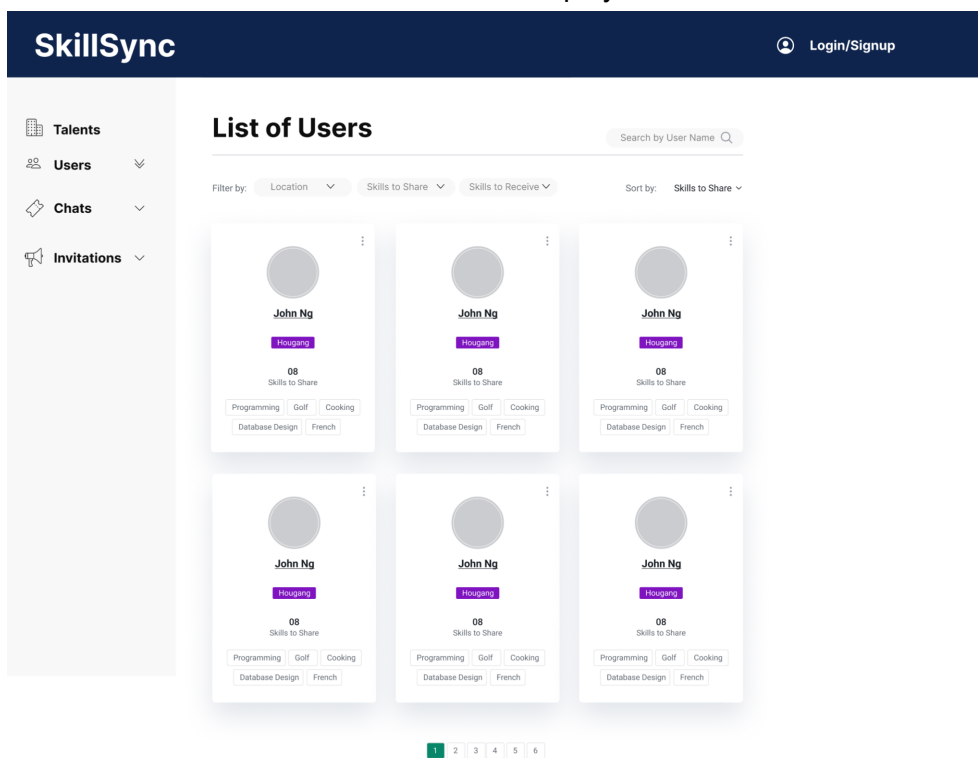 SkillSync
Login/Signup
Talents
Users
Chats
Invitations
List of Users
Search by User Name
Filter by: Location Skills to Share Skills to Receive Sort by: Skills to Share
John Ng John Ng John Ng
Hougang Hougang Hougang
08 08 08
Skills to Share Skills to Share Skills to Share
Programming Golf Cooking Programming Golf Cooking Programming Golf Cooking
Database Design French Database Design French Database Design French
John Ng John Ng John Ng
Hougang Hougang Hougang
08 08 08
Skills to Share Skills to Share Skills to Share
Programming Golf Cooking Programming Golf Cooking Programming Golf Cooking
Database Design French Database Design French Database Design French
1 2 3 4 5 6